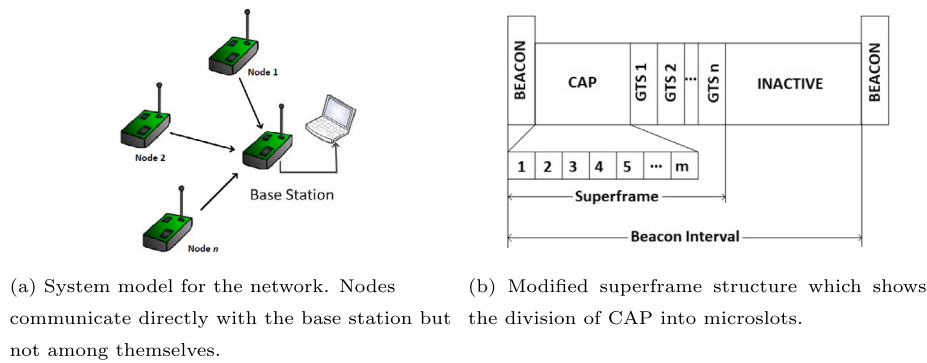 Node 1
Node 2
Base Station
Node n
BEACON
CAP
GTS 1
GTS 2
...
GTS n
INACTIVE
BEACON
1 2 3 4 5 ... m
Superframe
Beacon Interval
(a) System model for the network. Nodes
communicate directly with the base station but
not among themselves.
(b) Modified superframe structure which shows
the division of CAP into microslots.